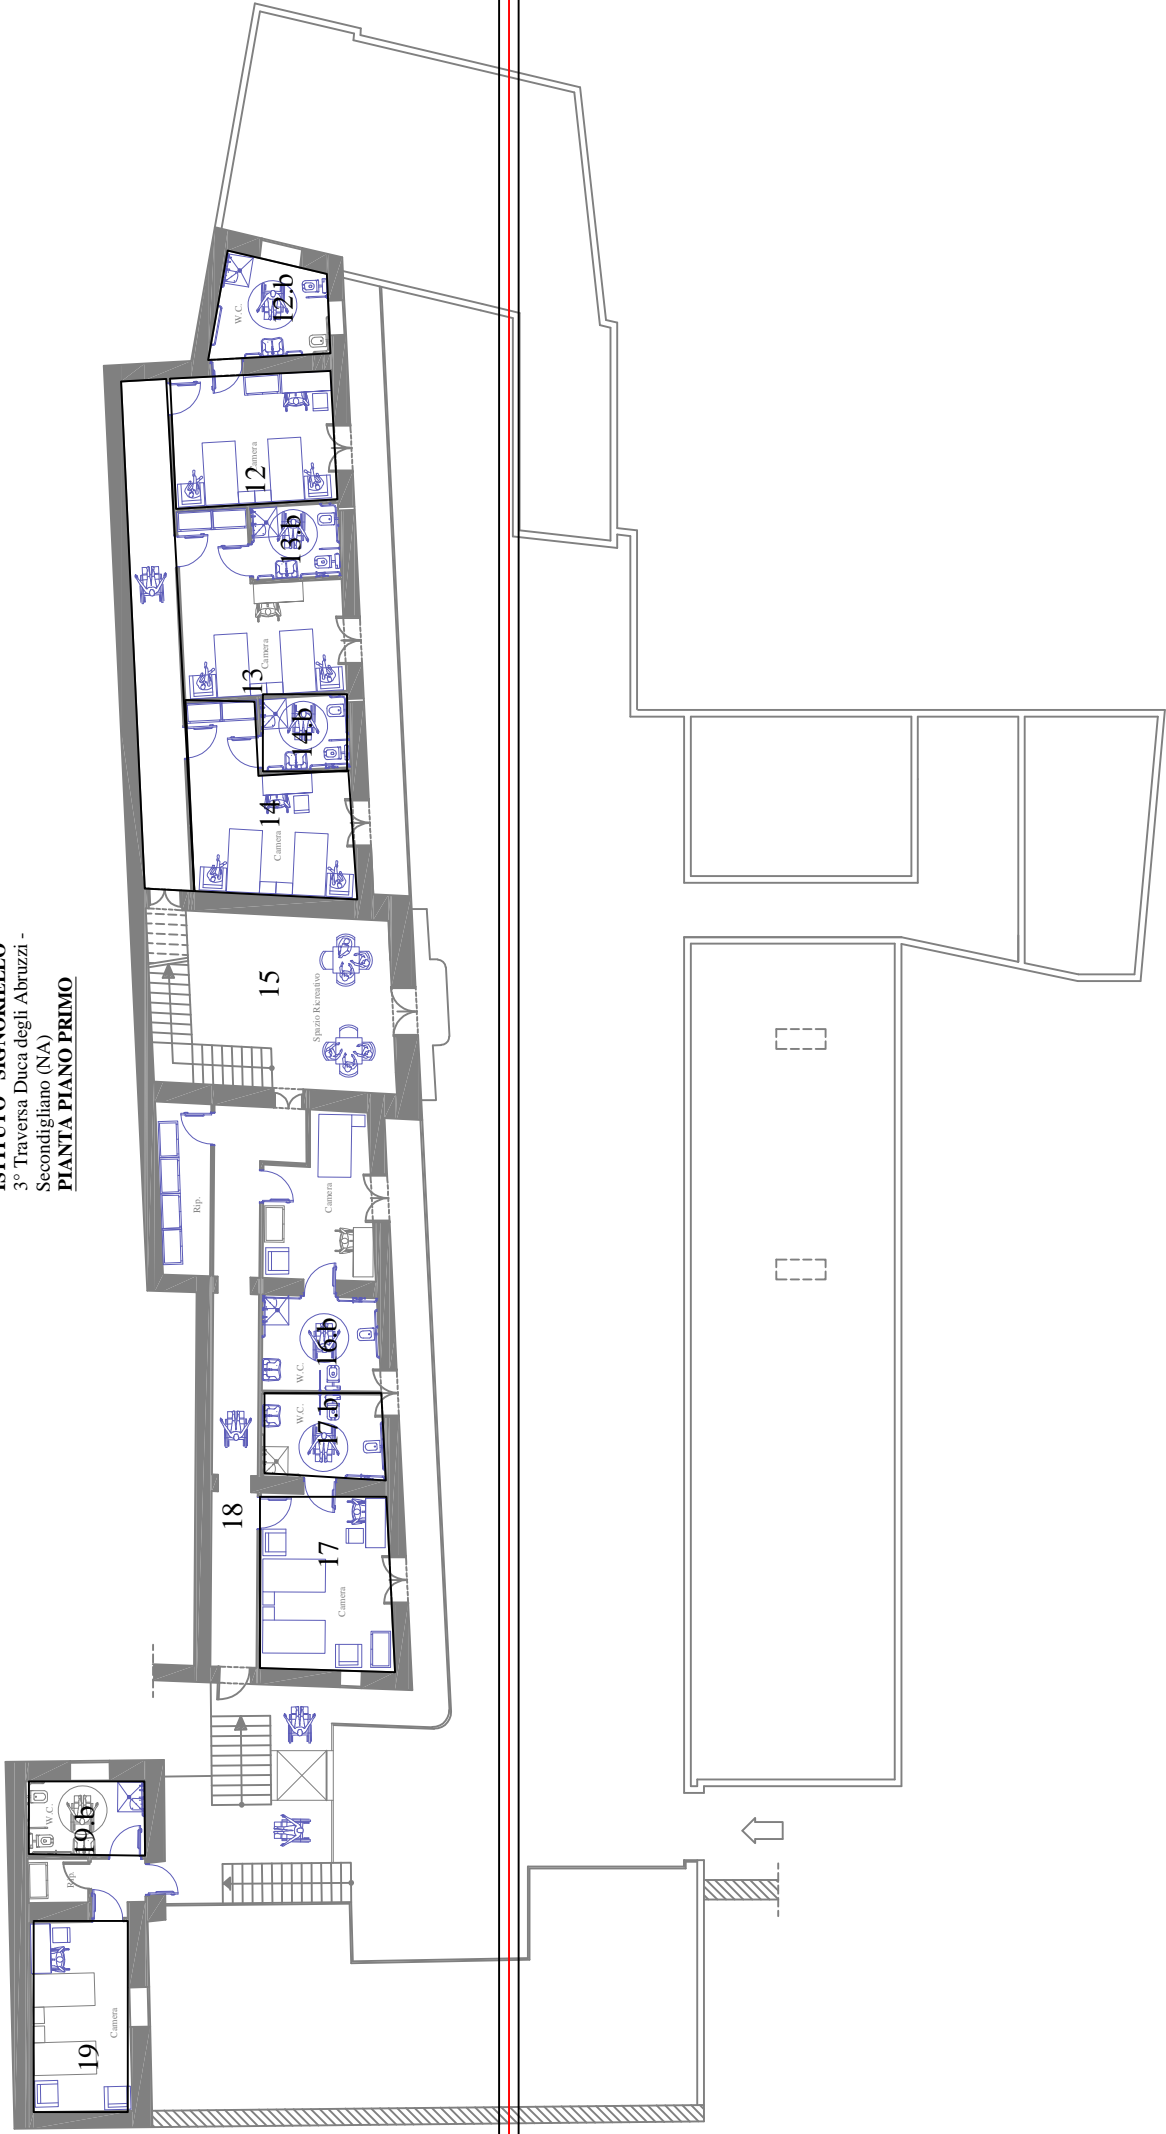 ISTITUTO "SIGNORIELLO"
3° Traversa Duca degli Abruzzi -
Secondigliano (NA)
PIANTA PIANO PRIMO
W.C.
12.b
Camera
12
13.b
Camera
13
14.b
14
Camera
15
Spazio Ricreativo
Rip.
Camera
16.b
W.C.
W.C.
17.b
18
17
Camera
W.C.
19.b
Rip.
Camera
19